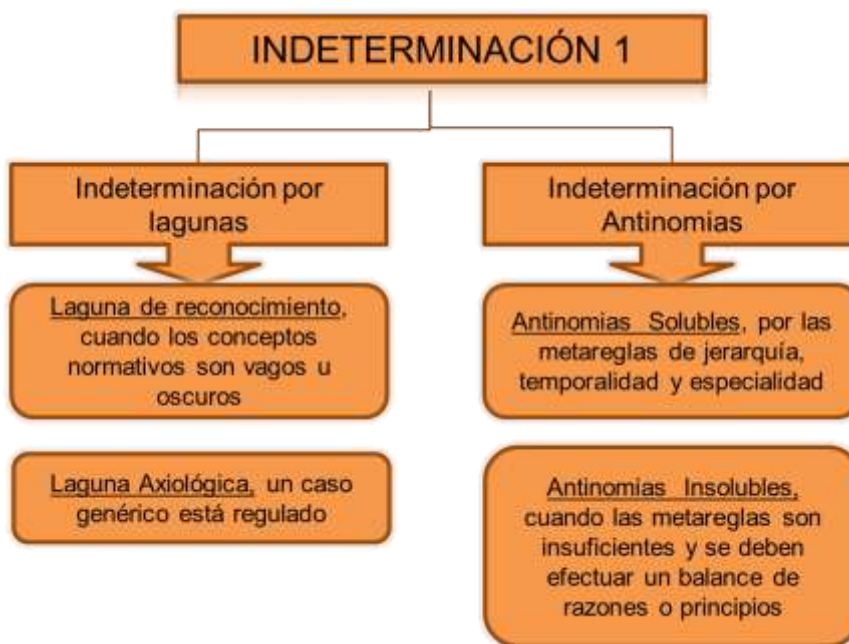 INDETERMINACIÓN 1
Indeterminación por
lagunas
Laguna de reconocimiento,
cuando los conceptos
normativos son vagos u
oscuros
Laguna Axiológica, un caso
genérico está regulado
Indeterminación por
Antinomias
Antinomias Solubles, por las
metareglas de jerarquía,
temporalidad y especialidad
Antinomias Insolubles,
cuando las metareglas son
insuficientes y se deben
efectuar un balance de
razones o principios